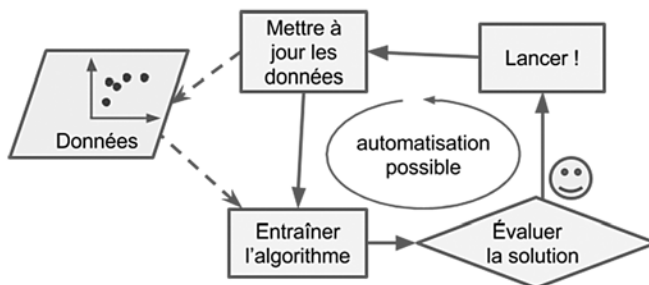 Mettre à
jour les
données
Lancer !
Données
automatisation
possible
Entraîner
l'algorithme
Évaluer
la solution